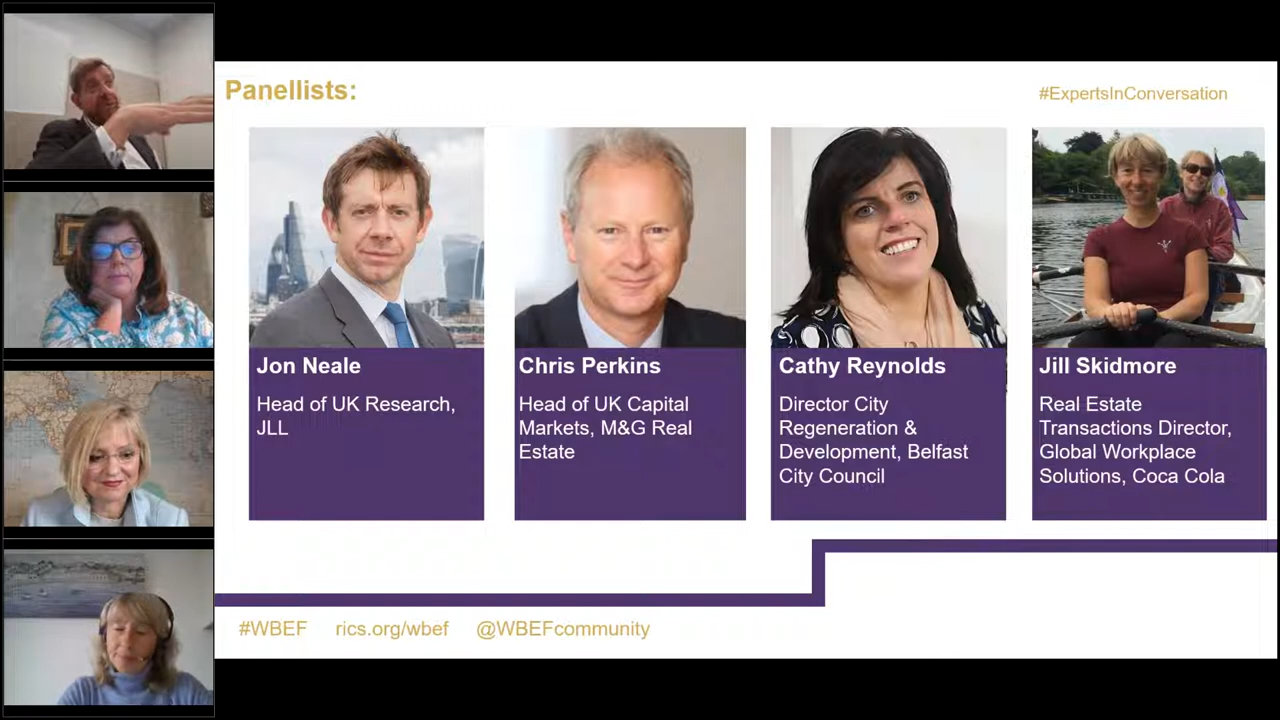 Panellists:
#ExpertsInConversation
Jon Neale
Head of UK Research,
JLL
Chris Perkins
Head of UK Capital
Markets, M&G Real
Estate
Cathy Reynolds
Director City
Regeneration &
Development, Belfast
City Council
Jill Skidmore
Real Estate
Transactions Director,
Global Workplace
Solutions, Coca Cola
#WBEF rics.org/wbef @WBEFcommunity